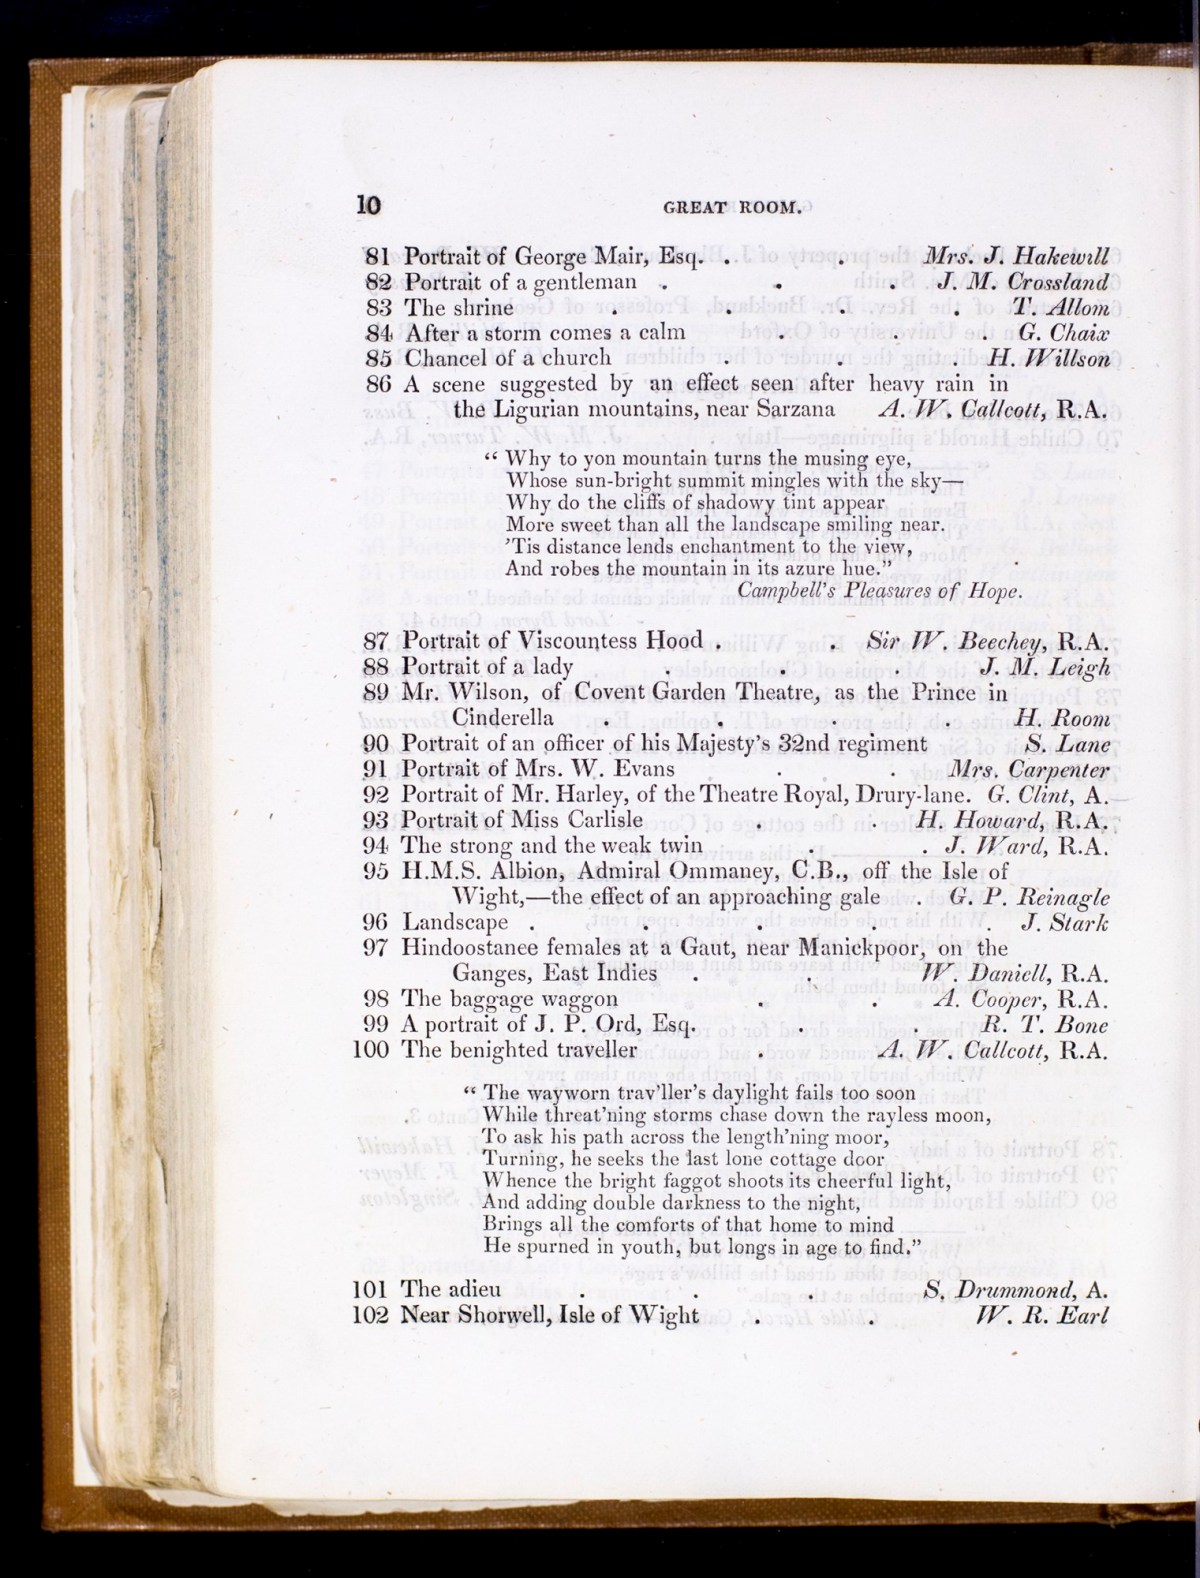 10
GREAT ROOM.
81 Portrait of George Mair, Esq. . . Mrs. J. Hakewill
82 Portrait of a gentleman . . . J. M. Crossland
83 The shrine . . . . T. Allom
84 After a storm comes a calm . . . G. Chaix
85 Chancel of a church . . . H. Willson
86 A scene suggested by an effect seen after heavy rain in
the Ligurian mountains, near Sarzana A. W. Callcott, R.A.
“ Why to yon mountain turns the musing eye,
Whose sun-bright summit mingles with the sky—
Why do the cliffs of shadowy tint appear
More sweet than all the landscape smiling near.
’Tis distance lends enchantment to the view,
And robes the mountain in its azure hue.”
Campbell’s Pleasures of Hope.
87 Portrait of Viscountess Hood . . Sir W. Beechey, R.A.
88 Portrait of a lady . . . J. M. Leigh
89 Mr. Wilson, of Covent Garden Theatre, as the Prince in
Cinderella . . . . H. Room
90 Portrait of an officer of his Majesty’s 32nd regiment S. Lane
91 Portrait of Mrs. W. Evans . . Mrs. Carpenter
92 Portrait of Mr. Harley, of the Theatre Royal, Drury-lane. G. Clint, A.
93 Portrait of Miss Carlisle . . H. Howard, R.A.
94 The strong and the weak twin . . J. Ward, R.A.
95 H.M.S. Albion, Admiral Ommaney, C.B., off the Isle of
Wight,—the effect of an approaching gale . G. P. Reinagle
96 Landscape . . . . . J. Stark
97 Hindoostanee females at a Gaut, near Manickpoor, on the
Ganges, East Indies . . W. Daniell, R.A.
98 The baggage waggon . . A. Cooper, R.A.
99 A portrait of J. P. Ord, Esq. . . R. T. Bone
100 The benighted traveller . A. W. Callcott, R.A.
“ The wayworn trav’ller’s daylight fails too soon
While threat’ning storms chase down the rayless moon,
To ask his path across the length’ning moor,
Turning, he seeks the last lone cottage door
Whence the bright faggot shoots its cheerful light,
And adding double darkness to the night,
Brings all the comforts of that home to mind
He spurned in youth, but longs in age to find.”
101 The adieu . . . S. Drummond, A.
102 Near Shorwell, Isle of Wight . . W. R. Earl